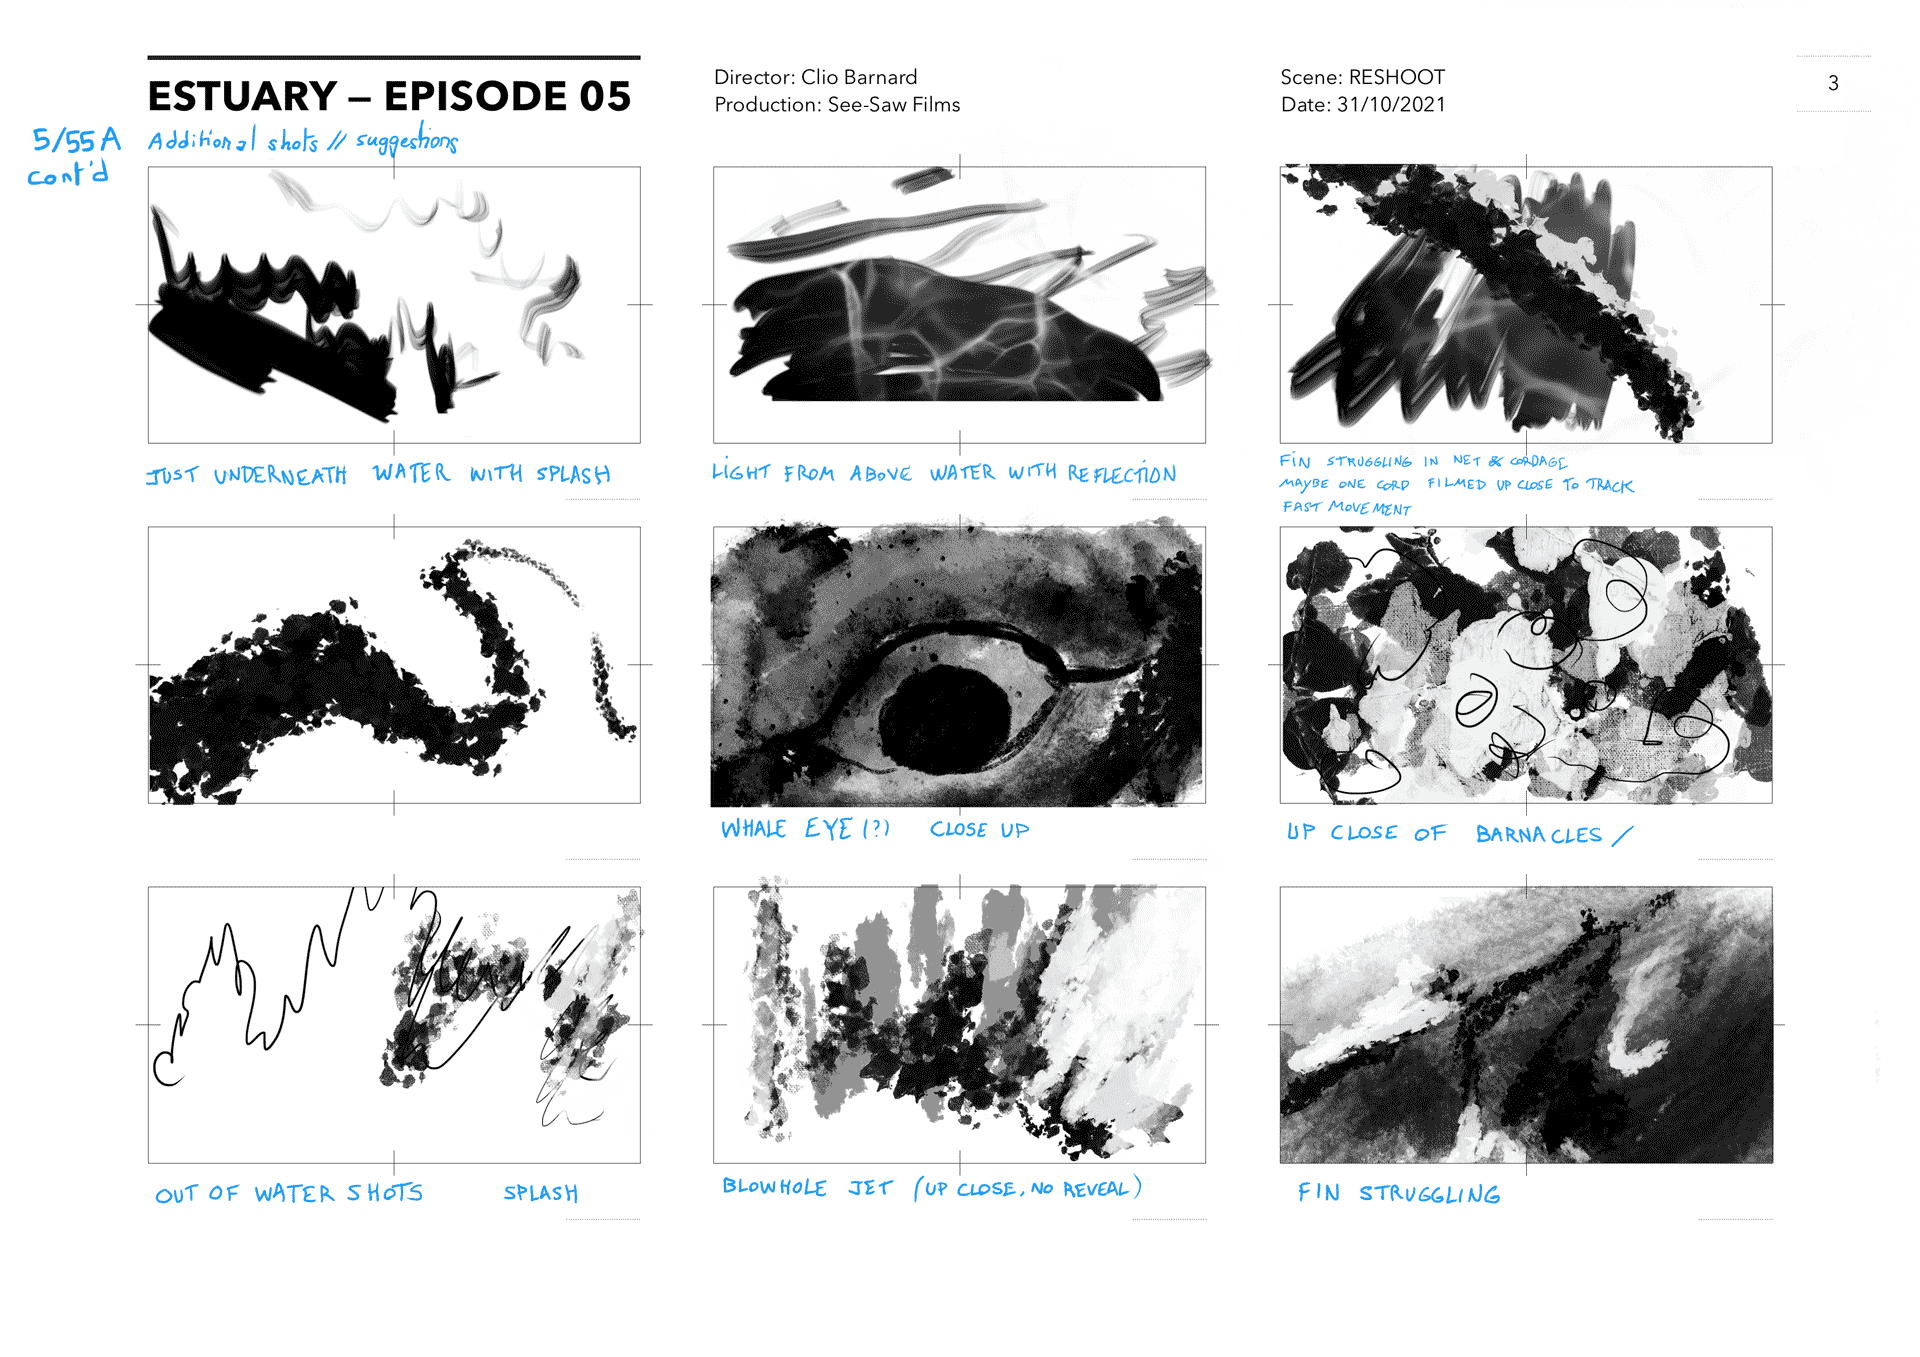 ESTUARY – EPISODE 05
Director: Clio Barnard
Production: See-Saw Films
Scene: RESHOOT
Date: 31/10/2021
3
5/55A
cont'd
Additional shots // suggestions
JUST UNDERNEATH WATER WITH SPLASH
LIGHT FROM ABOVE WATER WITH REFLECTION
FIN STRUGGLING IN NET & CORDAGE
MAYBE ONE CORD FILMED UP CLOSE TO TRACK
FAST MOVEMENT
WHALE EYE (?) CLOSE UP
UP CLOSE OF BARNACLES /
OUT OF WATER SHOTS SPLASH
BLOWHOLE JET (UP CLOSE, NO REVEAL)
FIN STRUGGLING